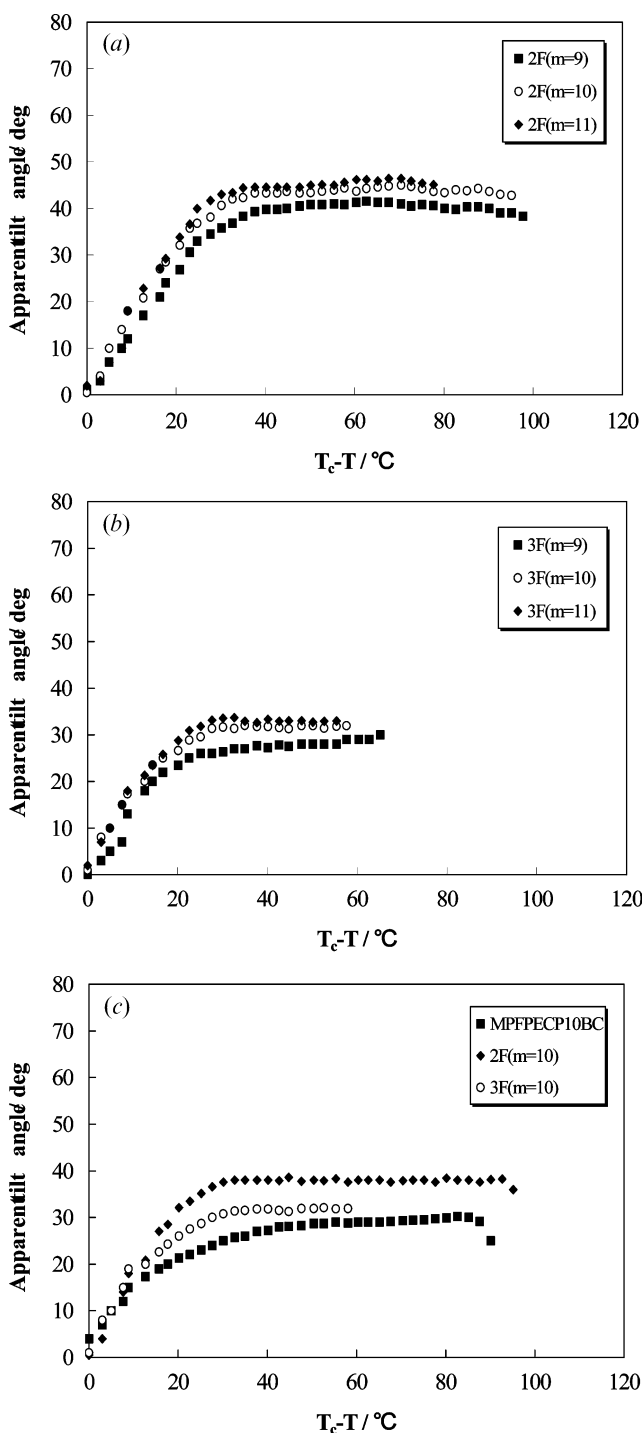 (a)
80
70
60
50
40
30
20
10
0
Apparent tilt angle / deg
2F(m=9)
2F(m=10)
2F(m=11)
0 20 40 60 80 100 120
Tc-T / ℃
(b)
80
70
60
50
40
30
20
10
0
Apparent tilt angle / deg
3F(m=9)
3F(m=10)
3F(m=11)
0 20 40 60 80 100 120
Tc-T / ℃
(c)
80
70
60
50
40
30
20
10
0
Apparent tilt angle / deg
MPFPECP10BC
2F(m=10)
3F(m=10)
0 20 40 60 80 100 120
Tc-T / ℃